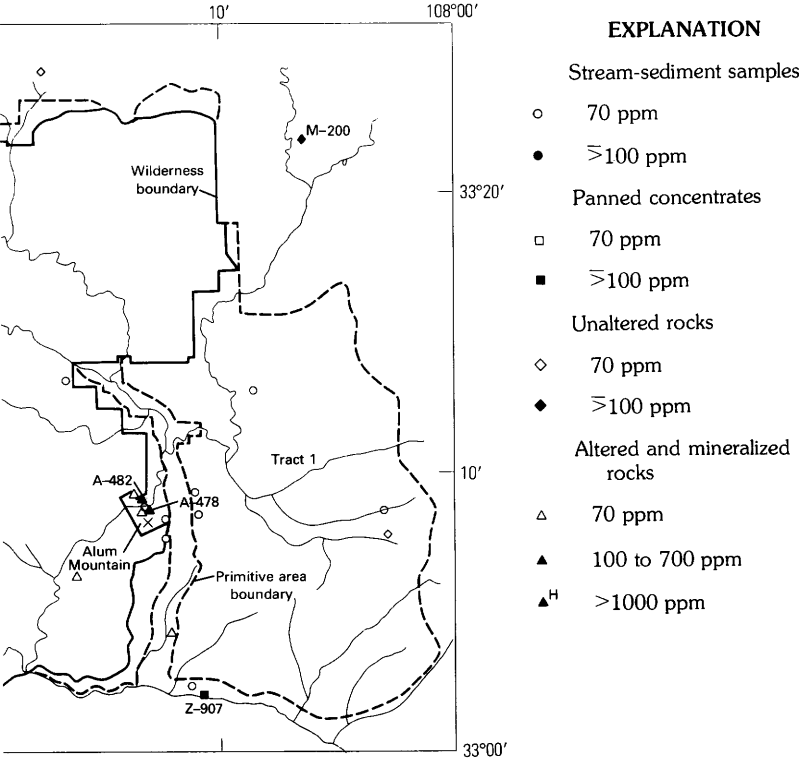 10'
108°00'
M-200
Wilderness
boundary
33°20'
Tract 1
10'
A-482
A-478
Alum
Mountain
Primitive area
boundary
Z-907
33°00'
EXPLANATION
Stream-sediment samples
70 ppm
≥100 ppm
Panned concentrates
70 ppm
≥100 ppm
Unaltered rocks
70 ppm
≥100 ppm
Altered and mineralized
rocks
70 ppm
100 to 700 ppm
H >1000 ppm